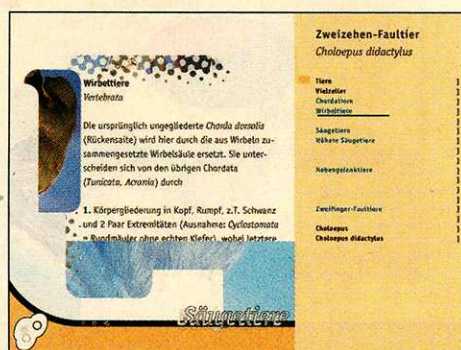 Wirbeltiere
Vertebrata
Die ursprünglich ungegliederte Chorda dorsalis
(Rückensaite) wird hier durch die aus Wirbeln zu-
sammengesetzte Wirbelsäule ersetzt. Sie unter-
scheiden sich von den übrigen Chordata
(Tunicata, Acrania) durch
1. Körpergliederung in Kopf, Rumpf, z.T. Schwanz
und 2 Paar Extremitäten (Ausnahme: Cyclostomata
= Rundmäuler ohne echten Kiefer), wobei letztere
Säugetiere
Zweizehen-Faultier
Choloepus didactylus
Tiere
Vielzeller
Chordatiere
Wirbeltiere
Säugetiere
Höhere Säugetiere
Nebengelenktiere
Zweifinger-Faultiere
Choloepus
Choloepus didactylus